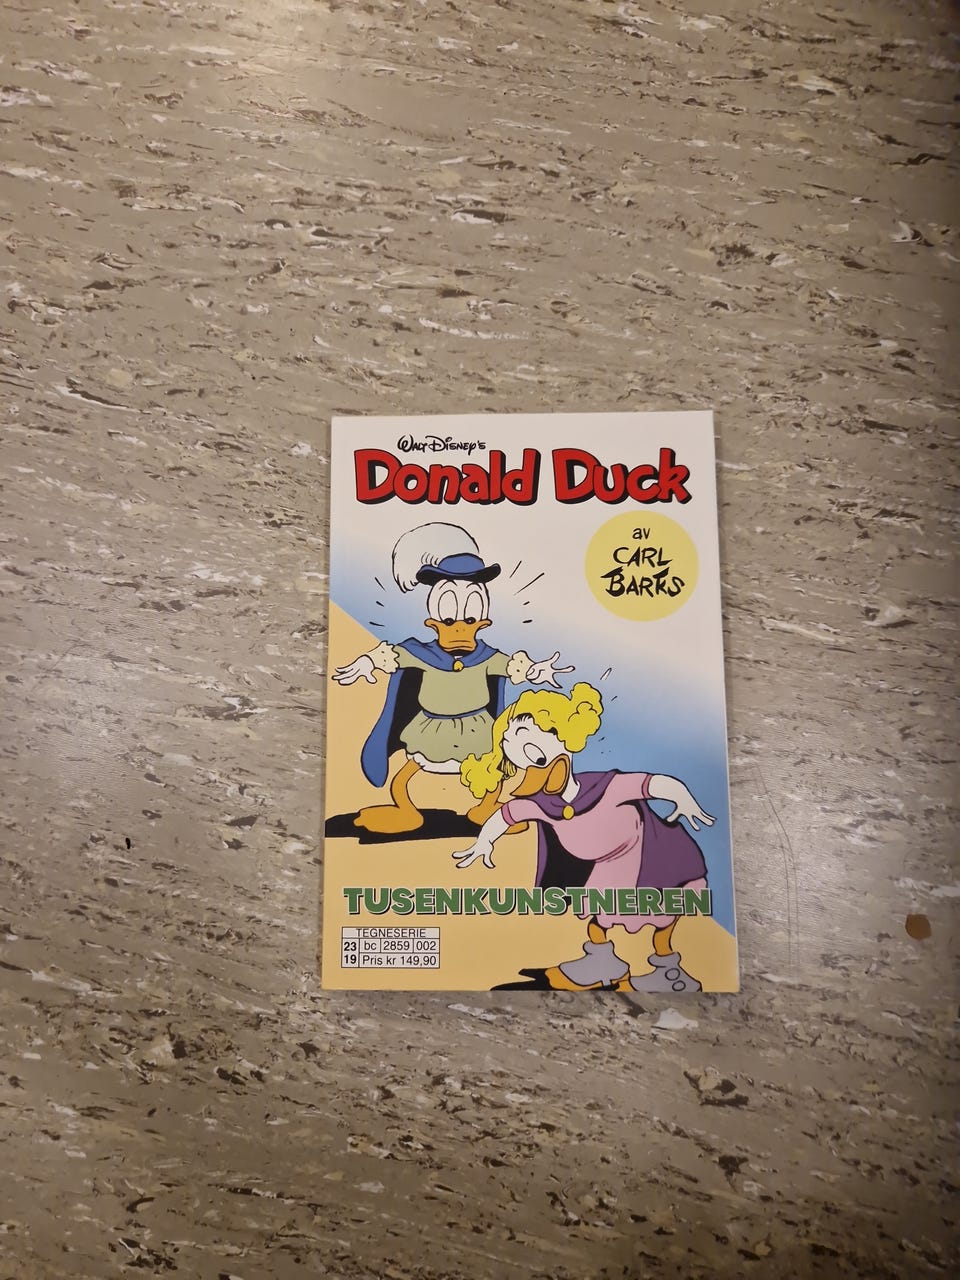 WALT DISNEY'S
Donald Duck
av
CARL
BARKS
TUSENKUNSTNEREN
TEGNESERIE
23 bc 2859 002
19 Pris kr 149,90